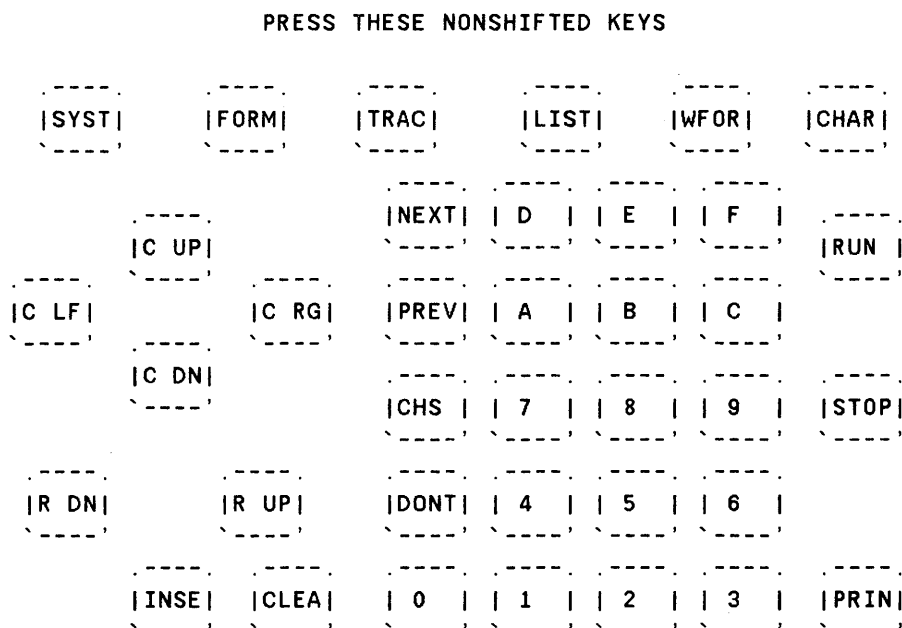 PRESS THESE NONSHIFTED KEYS
SYST FORM TRAC LIST WFOR CHAR
NEXT D E F
C UP RUN
C LF C RG PREV A B C
C DN
CHS 7 8 9 STOP
R DN R UP DONT 4 5 6
INSE CLEA 0 1 2 3 PRIN